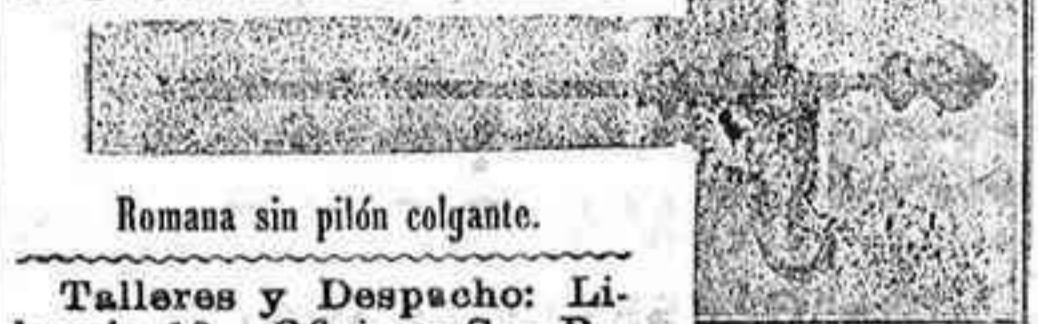 Romana sin pilón colgante.
Talleres y Despacho: Li-